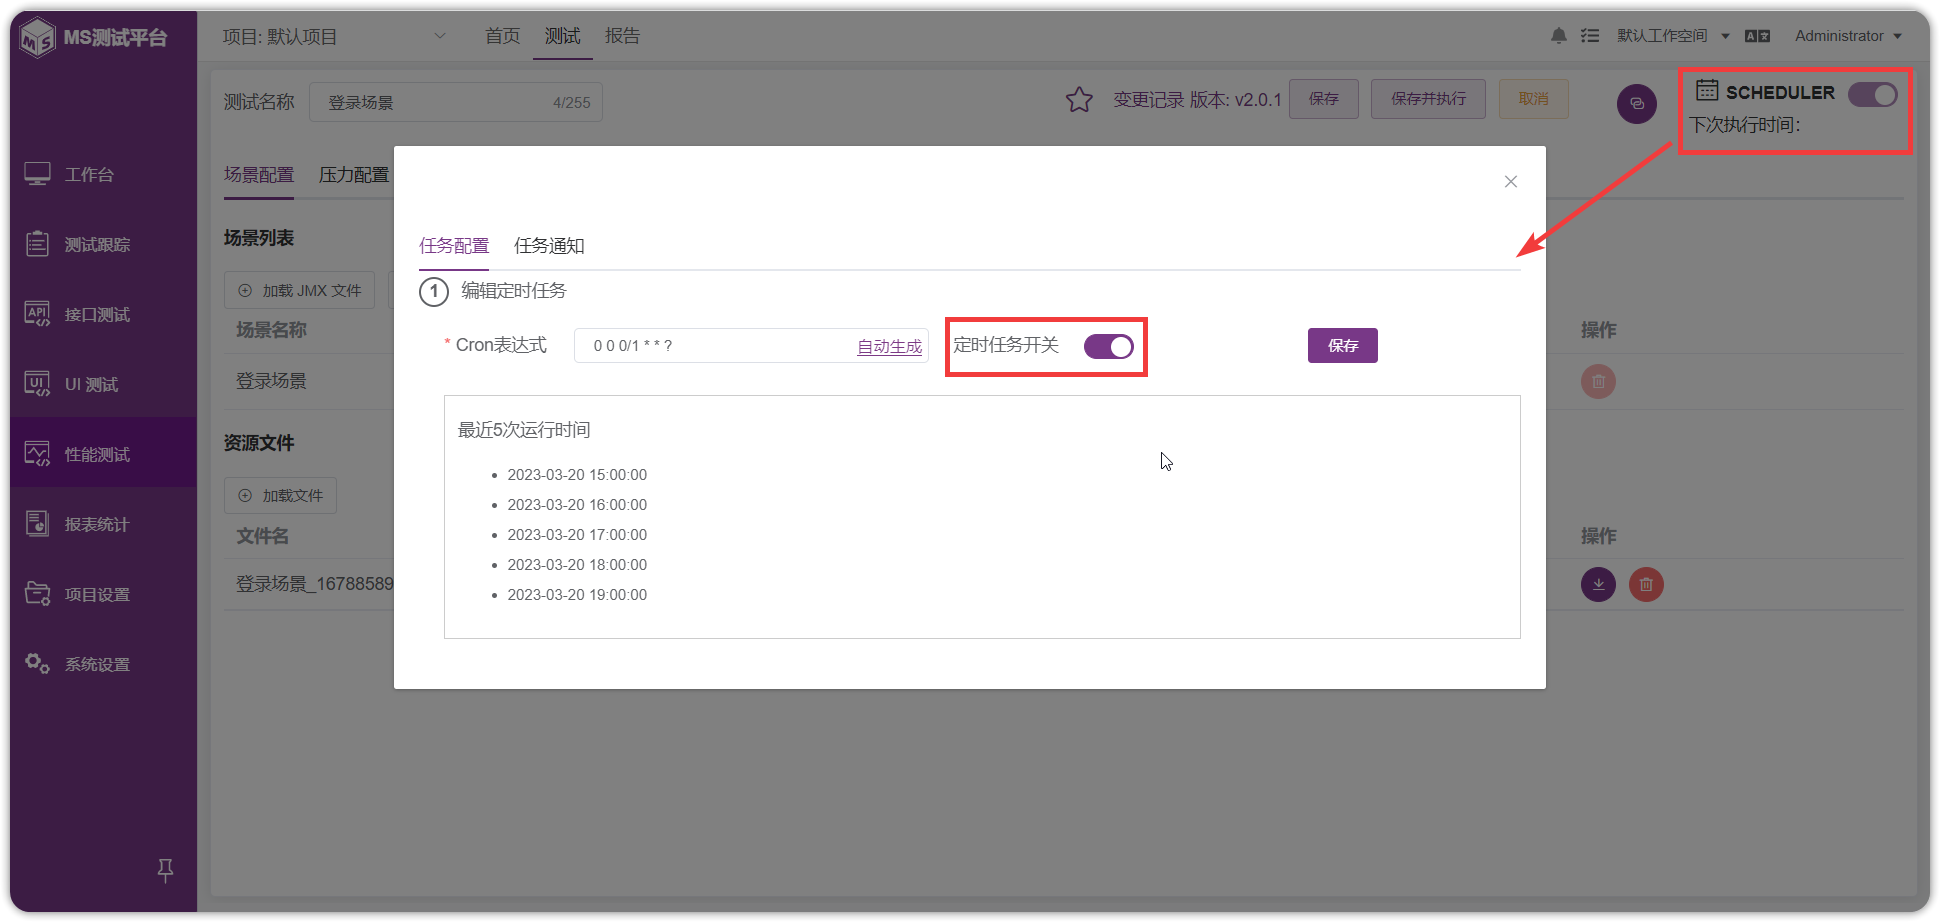 MS测试平台
项目: 默认项目
首页
测试
报告
默认工作空间
Administrator
测试名称
登录场景
4/255
变更记录 版本: v2.0.1
保存
保存并执行
取消
SCHEDULER
下次执行时间:
工作台
测试跟踪
接口测试
UI 测试
性能测试
报表统计
项目设置
系统设置
场景配置
压力配置
场景列表
加载 JMX 文件
场景名称
操作
登录场景
资源文件
加载文件
文件名
操作
登录场景_16788589
任务配置
任务通知
1 编辑定时任务
* Cron表达式
0 0 0/1 * * ?
自动生成
定时任务开关
保存
最近5次运行时间
2023-03-20 15:00:00
2023-03-20 16:00:00
2023-03-20 17:00:00
2023-03-20 18:00:00
2023-03-20 19:00:00